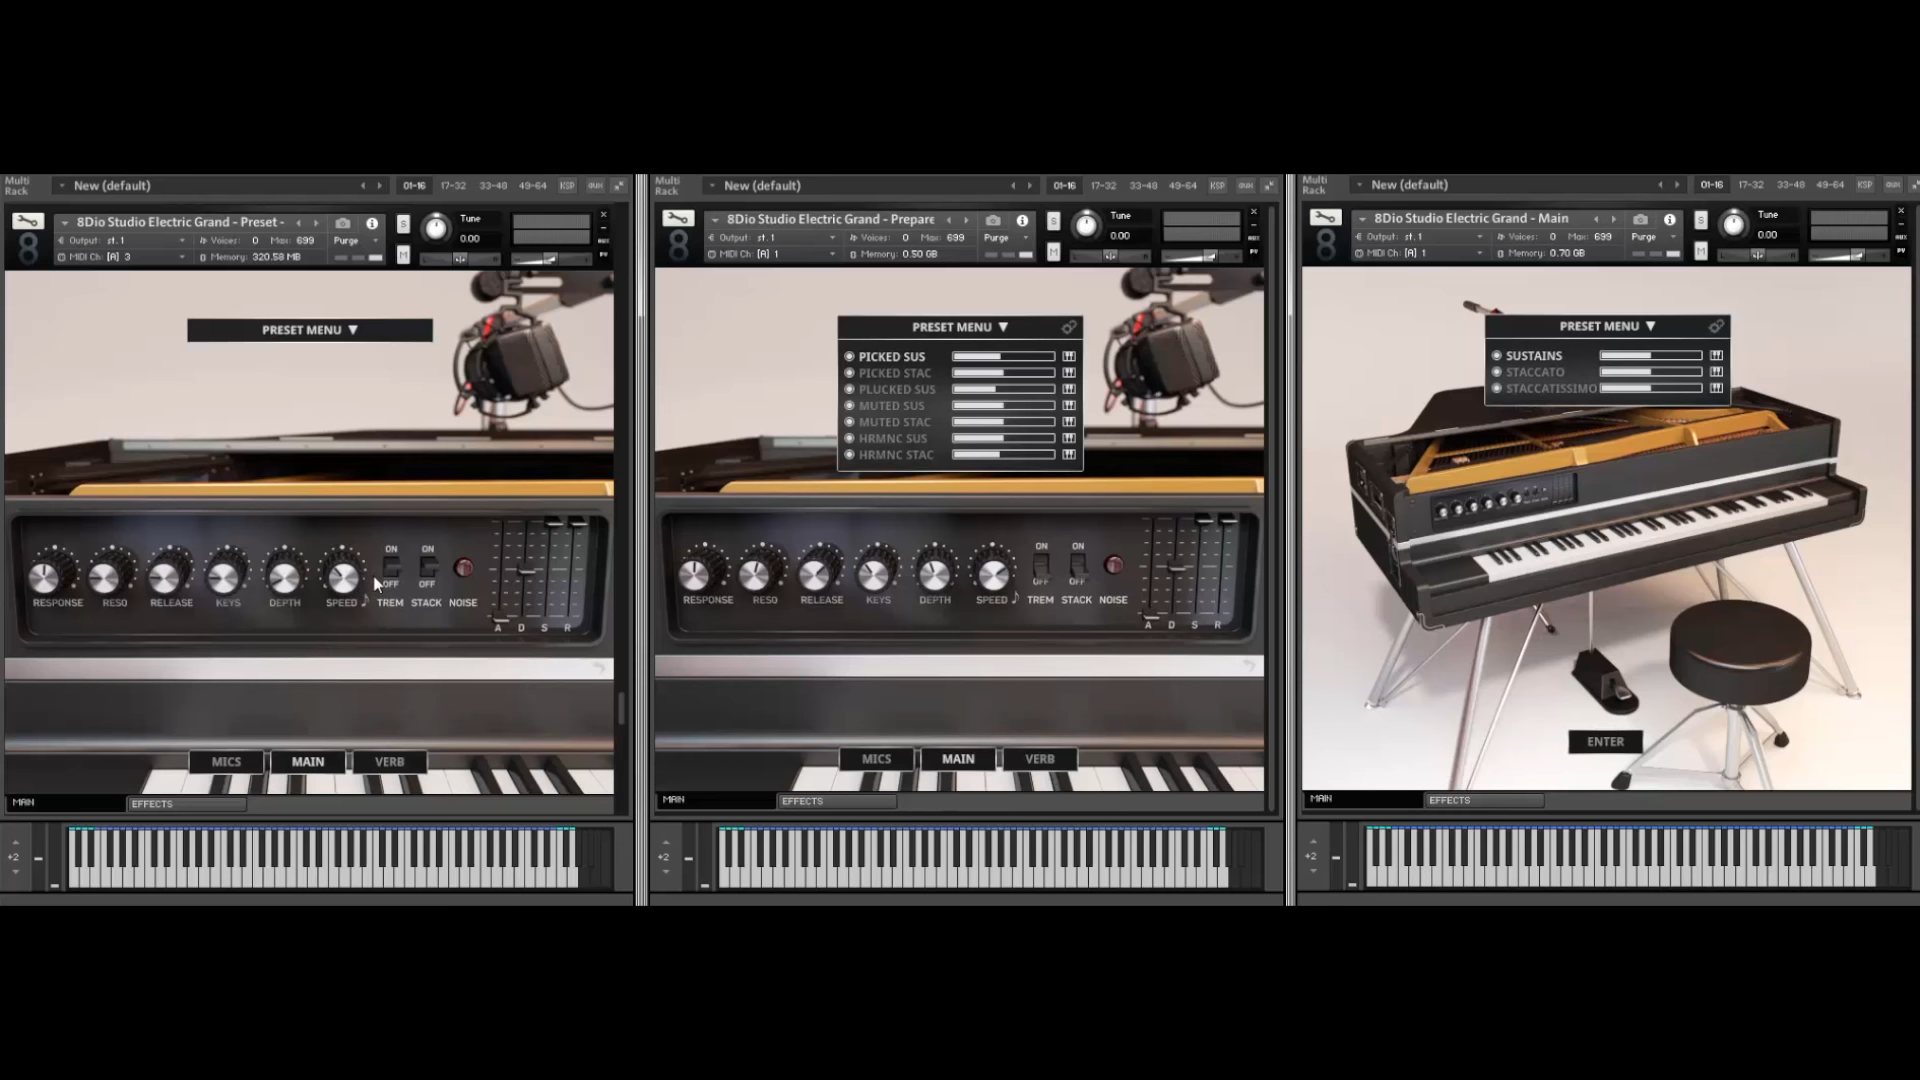 Multi
Rack
New (default)
01-16 17-32 33-48 49-64 KSP aux
8Dio Studio Electric Grand - Preset -
Output: st.1 Voices: 0 Max: 699 Purge
MIDI Ch: [A] 3 Memory: 320.58 MB
S
M
Tune
0.00
PRESET MENU ▼
ON ON
OFF OFF
RESPONSE RESO RELEASE KEYS DEPTH SPEED TREM STACK NOISE
A D S R
MICS MAIN VERB
MAIN EFFECTS
+2
Multi
Rack
New (default)
01-16 17-32 33-48 49-64 KSP aux
8Dio Studio Electric Grand - Prepare
Output: st.1 Voices: 0 Max: 699 Purge
MIDI Ch: [A] 1 Memory: 0.50 GB
S
M
Tune
0.00
PRESET MENU ▼
PICKED SUS
PICKED STAC
PLUCKED SUS
MUTED SUS
MUTED STAC
HRMNC SUS
HRMNC STAC
ON ON
OFF OFF
RESPONSE RESO RELEASE KEYS DEPTH SPEED TREM STACK NOISE
A D S R
MICS MAIN VERB
MAIN EFFECTS
+2
Multi
Rack
New (default)
01-16 17-32 33-48 49-64 KSP aux
8Dio Studio Electric Grand - Main
Output: st.1 Voices: 0 Max: 699 Purge
MIDI Ch: [A] 1 Memory: 0.70 GB
S
M
Tune
0.00
PRESET MENU ▼
SUSTAINS
STACCATO
STACCATISSIMO
ENTER
MAIN EFFECTS
+2